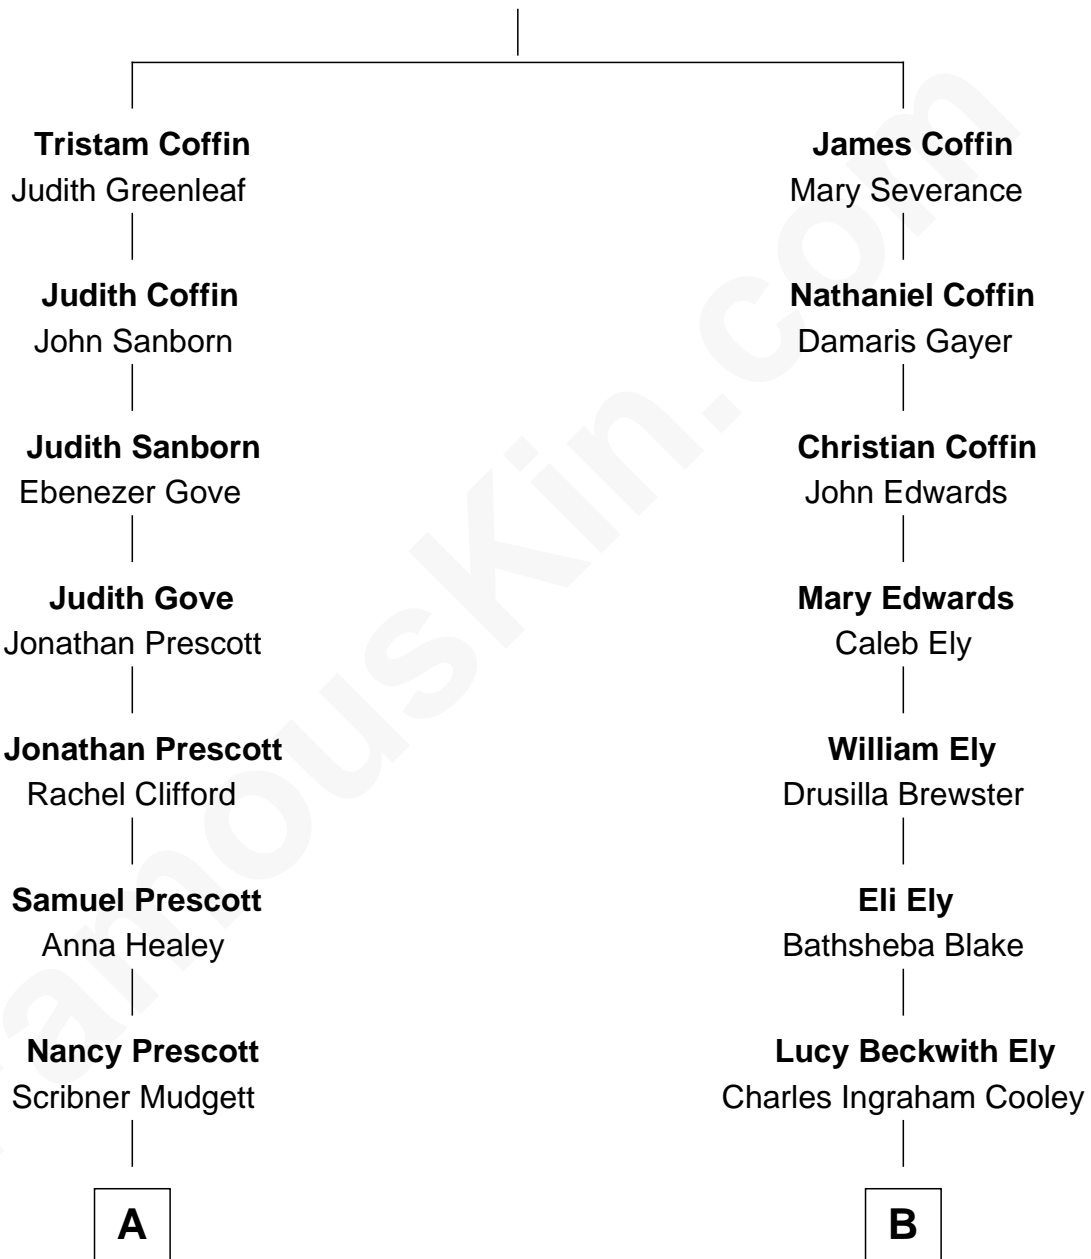 Tristam Coffin
Judith Greenleaf
Judith Coffin
John Sanborn
Judith Sanborn
Ebenezer Gove
Judith Gove
Jonathan Prescott
Jonathan Prescott
Rachel Clifford
Samuel Prescott
Anna Healey
Nancy Prescott
Scribner Mudgett
A
James Coffin
Mary Severance
Nathaniel Coffin
Damaris Gayer
Christian Coffin
John Edwards
Mary Edwards
Caleb Ely
William Ely
Drusilla Brewster
Eli Ely
Bathsheba Blake
Lucy Beckwith Ely
Charles Ingraham Cooley
B
FamousKin.com